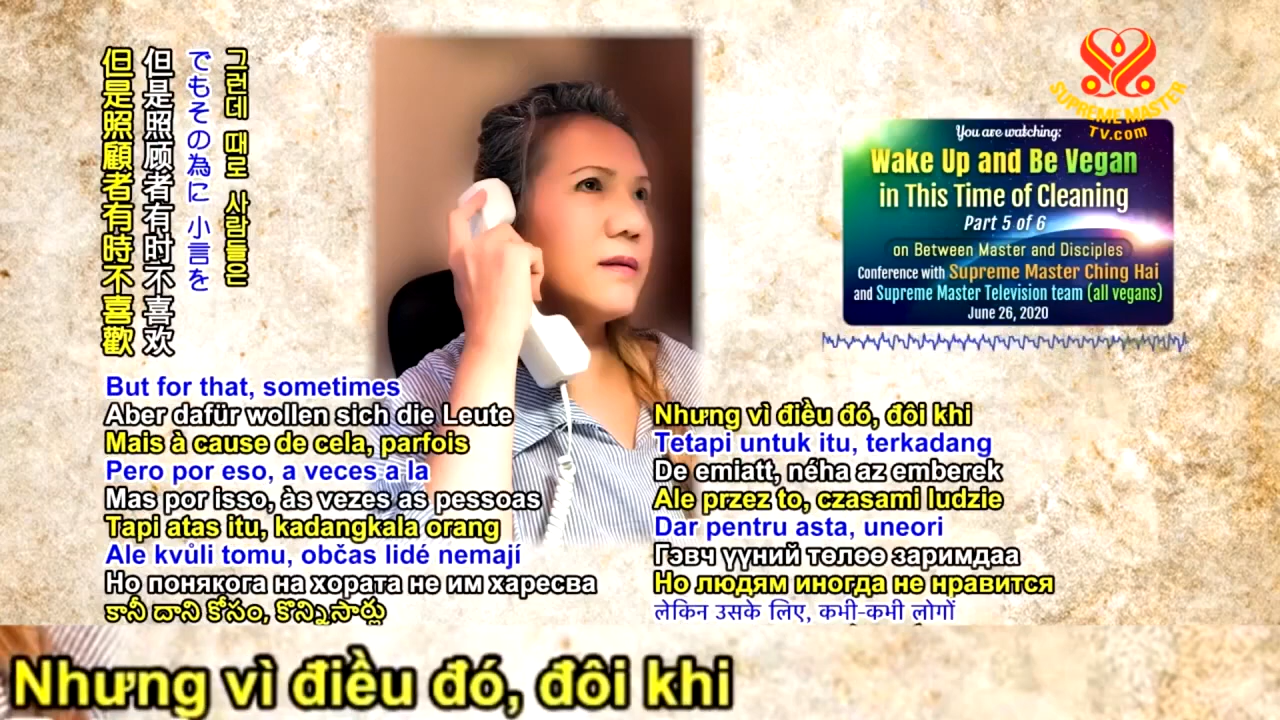 但是照顧者有時不喜歡
但是照顾者有时不喜欢
でもその為に 小言を
그런데 때로 사람들은
SUPREME MASTER
TV.com
You are watching:
Wake Up and Be Vegan
in This Time of Cleaning
Part 5 of 6
on Between Master and Disciples
Conference with Supreme Master Ching Hai
and Supreme Master Television team (all vegans)
June 26, 2020
But for that, sometimes
Aber dafür wollen sich die Leute
Mais à cause de cela, parfois
Pero por eso, a veces a la
Mas por isso, às vezes as pessoas
Tapi atas itu, kadangkala orang
Ale kvůli tomu, občas lidé nemají
Но понякога на хората не им харесва
కానీ దాని కోసం, కొన్నిసార్లు
Nhưng vì điều đó, đôi khi
Tetapi untuk itu, terkadang
De emiatt, néha az emberek
Ale przez to, czasami ludzie
Dar pentru asta, uneori
Гэвч үүний төлөө заримдаа
Но людям иногда не нравится
लेकिन उसके लिए, कभी-कभी लोगों
Nhưng vì điều đó, đôi khi